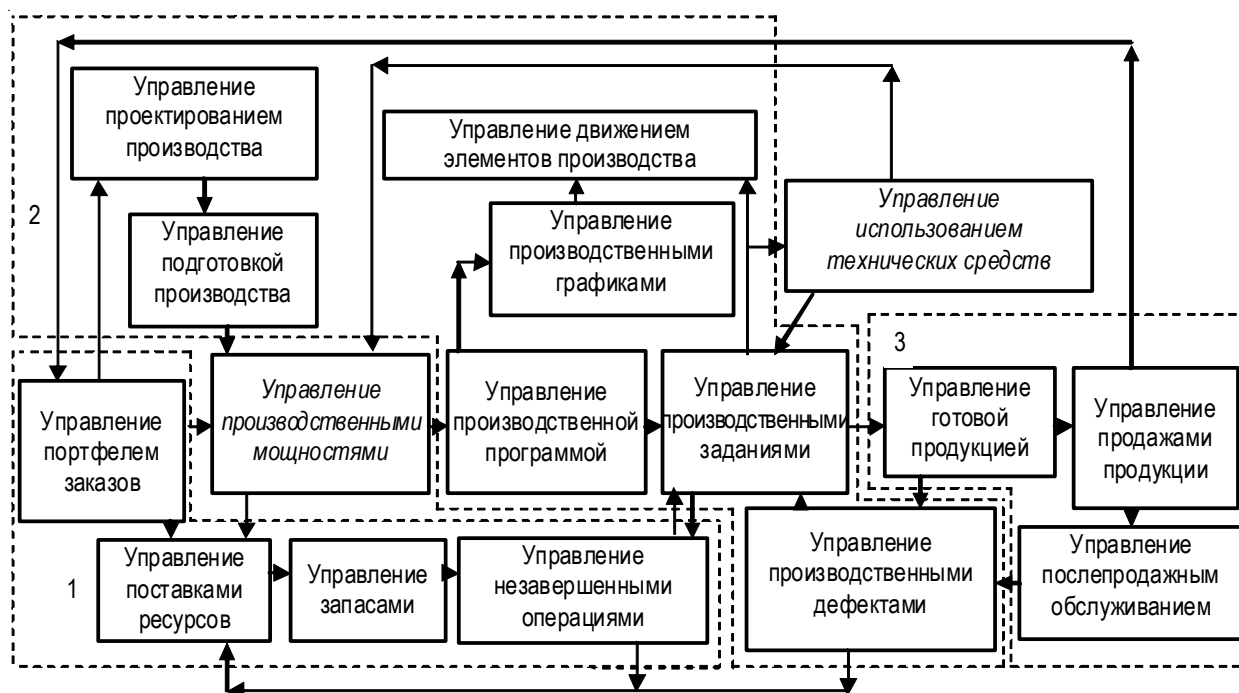 Управление
проектированием
производства
Управление движением
элементов производства
2
Управление
подготовкой
производства
Управление
производственными
графиками
Управление
использованием
технических средств
3
Управление
портфелем
заказов
Управление
производственными
мощностями
Управление
производственной
программой
Управление
производственными
заданиями
Управление
готовой
продукцией
Управление
продажами
продукции
1
Управление
поставками
ресурсов
Управление
запасами
Управление
незавершенными
операциями
Управление
производственными
дефектами
Управление
послепродажным
обслуживанием